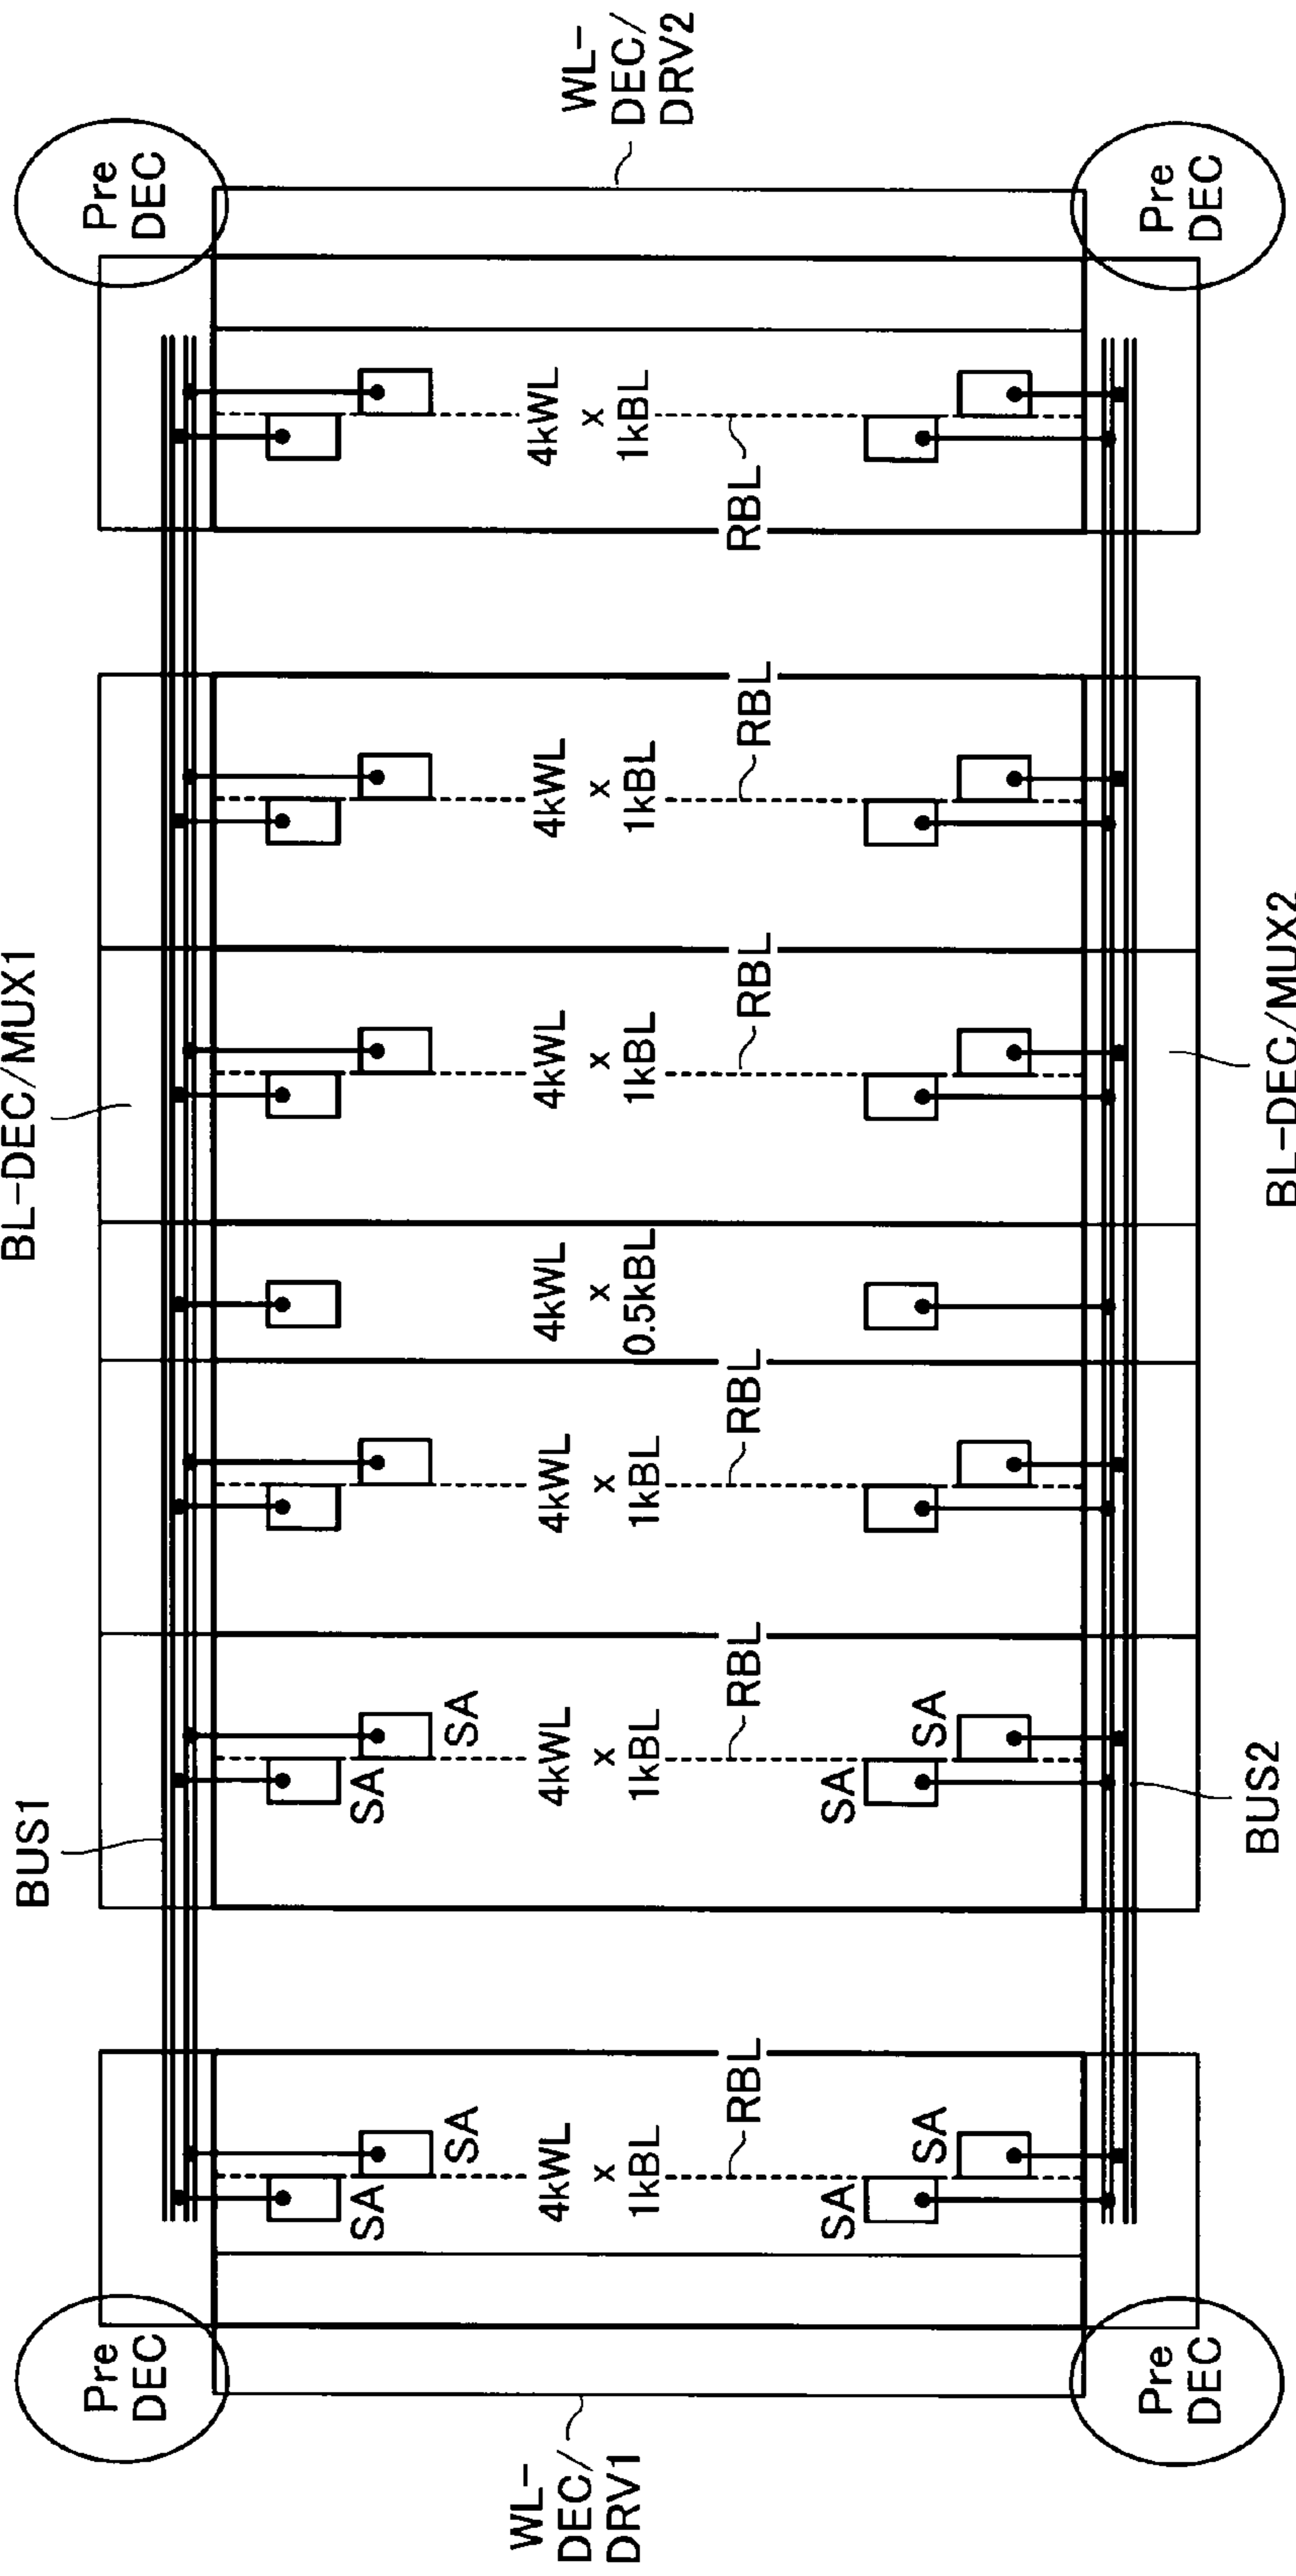 BUS1
BL-DEC/MUX1
Pre
DEC
Pre
DEC
SA
SA
SA
SA
WL-
DEC/
DRV1
4kWL
x
1kBL
4kWL
x
1kBL
4kWL
x
1kBL
4kWL
x
0.5kBL
4kWL
x
1kBL
4kWL
x
1kBL
4kWL
x
1kBL
WL-
DEC/
DRV2
RBL
RBL
RBL
RBL
RBL
RBL
SA
SA
SA
SA
Pre
DEC
Pre
DEC
BUS2
BL-DEC/MUX2